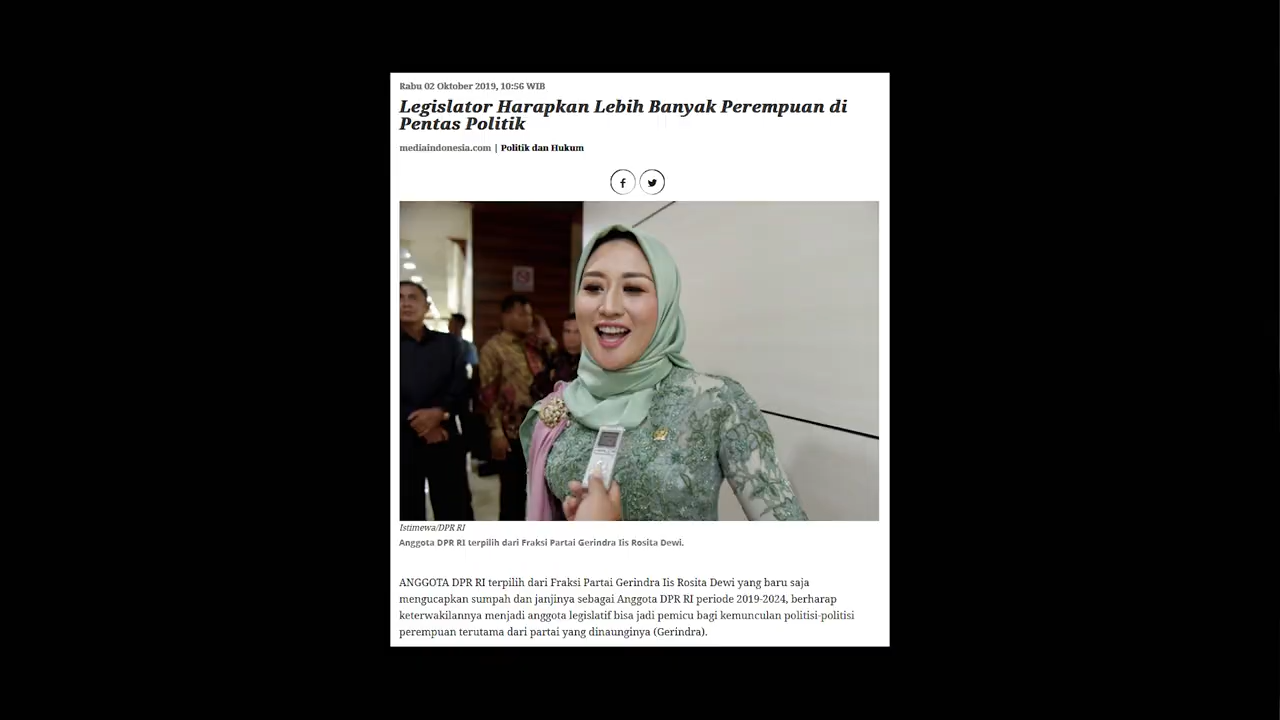 Rabu 02 Oktober 2019, 10:56 WIB
Legislator Harapkan Lebih Banyak Perempuan di
Pentas Politik
mediaindonesia.com | Politik dan Hukum
Istimewa/DPR RI
Anggota DPR RI terpilih dari Fraksi Partai Gerindra Iis Rosita Dewi.
ANGGOTA DPR RI terpilih dari Fraksi Partai Gerindra Iis Rosita Dewi yang baru saja
mengucapkan sumpah dan janjinya sebagai Anggota DPR RI periode 2019-2024, berharap
keterwakilannya menjadi anggota legislatif bisa jadi pemicu bagi kemunculan politisi-politisi
perempuan terutama dari partai yang dinaunginya (Gerindra).